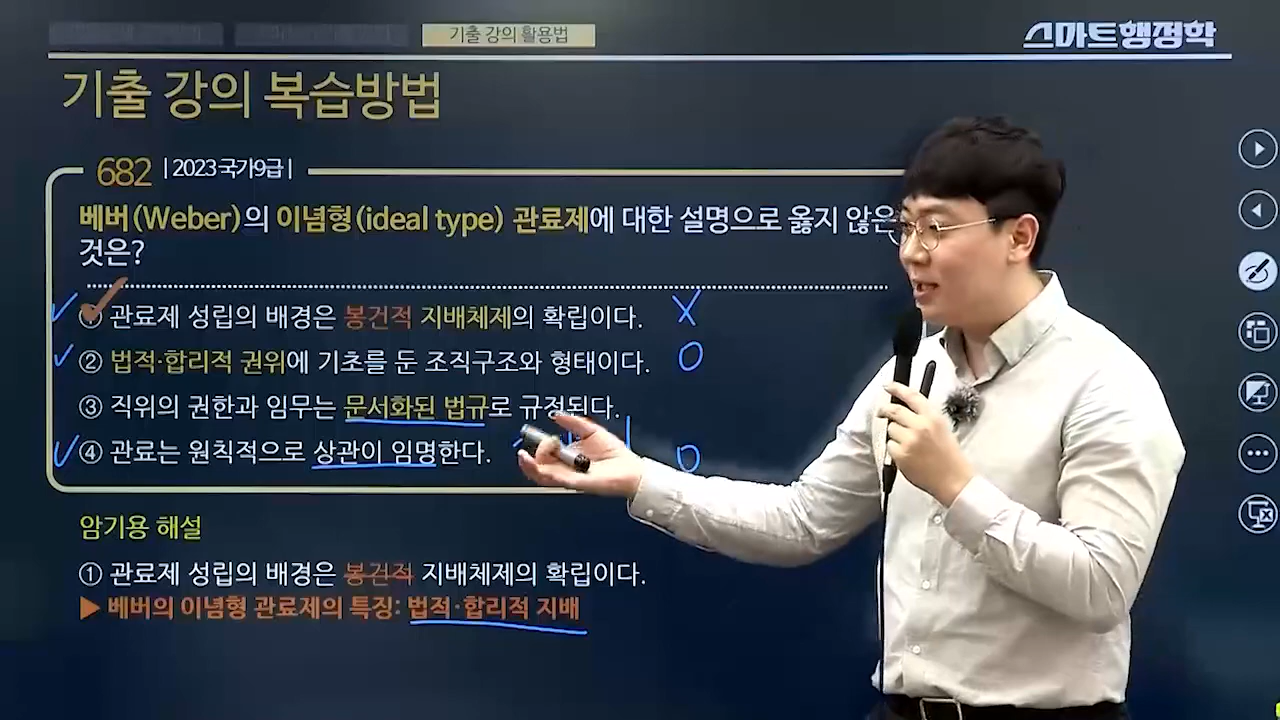 기출 강의 활용법
스마트행정학
기출 강의 복습방법
682 | 2023 국가9급 |
베버(Weber)의 이념형(ideal type) 관료제에 대한 설명으로 옳지 않은
것은?
① 관료제 성립의 배경은 봉건적 지배체제의 확립이다. X
② 법적·합리적 권위에 기초를 둔 조직구조와 형태이다. O
③ 직위의 권한과 임무는 문서화된 법규로 규정된다.
④ 관료는 원칙적으로 상관이 임명한다. O
암기용 해설
① 관료제 성립의 배경은 봉건적 지배체제의 확립이다.
▶ 베버의 이념형 관료제의 특징: 법적·합리적 지배